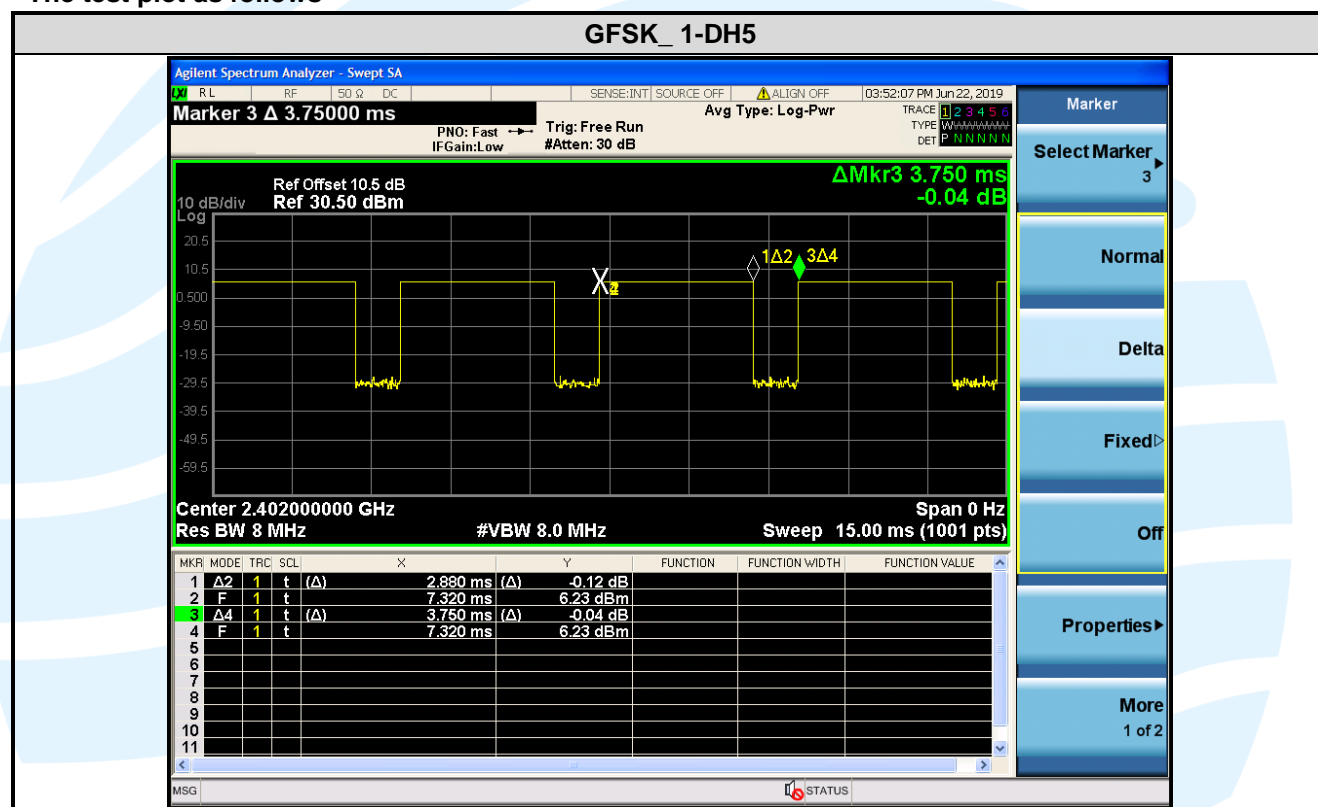 The test plot as follows
GFSK_ 1-DH5
Agilent Spectrum Analyzer - Swept SA
LXI RL RF 50 Ω DC SENSE:INT SOURCE OFF ALIGN OFF 03:52:07 PM Jun 22, 2019
Marker 3 Δ 3.75000 ms
PNO: Fast
IFGain:Low
Trig: Free Run
#Atten: 30 dB
Avg Type: Log-Pwr
TRACE 1 2 3 4 5 6
TYPE
DET P N N N N N
ΔMkr3 3.750 ms
-0.04 dB
Ref Offset 10.5 dB
10 dB/div Ref 30.50 dBm
Log
20.5
10.5
0.500
-9.50
-19.5
-29.5
-39.5
-49.5
-59.5
1Δ2 3Δ4
Center 2.402000000 GHz Span 0 Hz
Res BW 8 MHz #VBW 8.0 MHz Sweep 15.00 ms (1001 pts)
MKR MODE TRC SCL X Y FUNCTION FUNCTION WIDTH FUNCTION VALUE
1 Δ2 1 t (Δ) 2.880 ms (Δ) -0.12 dB
2 F 1 t 7.320 ms 6.23 dBm
3 Δ4 1 t (Δ) 3.750 ms (Δ) -0.04 dB
4 F 1 t 7.320 ms 6.23 dBm
5
6
7
8
9
10
11
MSG STATUS
Marker
Select Marker
3
Normal
Delta
Fixed
Off
Properties
More
1 of 2